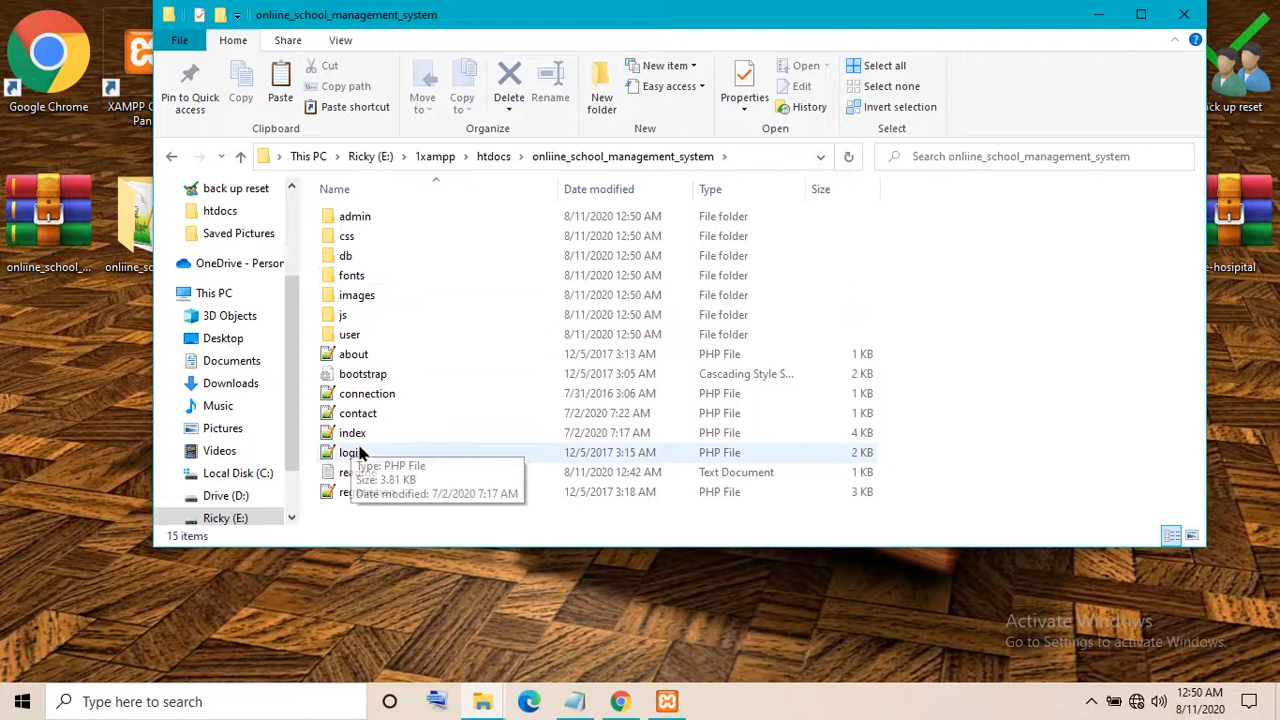 onliine_school_management_system
File Home Share View
Pin to Quick access
Copy
Paste
Cut
Copy path
Paste shortcut
Clipboard
Move to
Copy to
Delete
Rename
Organize
New folder
New item
Easy access
New
Properties
Open
Edit
History
Open
Select all
Select none
Invert selection
Select
This PC Ricky (E:) 1xampp htdocs onliine_school_management_system
Search onliine_school_management_system
back up reset
htdocs
Saved Pictures
OneDrive - Person
This PC
3D Objects
Desktop
Documents
Downloads
Music
Pictures
Videos
Local Disk (C:)
Drive (D:)
Ricky (E:)
Name Date modified Type Size
admin 8/11/2020 12:50 AM File folder
css 8/11/2020 12:50 AM File folder
db 8/11/2020 12:50 AM File folder
fonts 8/11/2020 12:50 AM File folder
images 8/11/2020 12:50 AM File folder
js 8/11/2020 12:50 AM File folder
user 8/11/2020 12:50 AM File folder
about 12/5/2017 3:13 AM PHP File 1 KB
bootstrap 12/5/2017 3:05 AM Cascading Style S... 2 KB
connection 7/31/2016 3:06 AM PHP File 1 KB
contact 7/2/2020 7:22 AM PHP File 1 KB
index 7/2/2020 7:17 AM PHP File 4 KB
12/5/2017 3:15 AM PHP File 2 KB
8/11/2020 12:42 AM Text Document 1 KB
12/5/2017 3:18 AM PHP File 3 KB
Type: PHP File
Size: 3.81 KB
Date modified: 7/2/2020 7:17 AM
15 items
Google Chrome
XAMPP C
Pan
onliine_school_...
onliine_sc
ck up reset
e-hosipital
Activate Windows
Go to Settings to activate Windows.
Type here to search
12:50 AM
8/11/2020